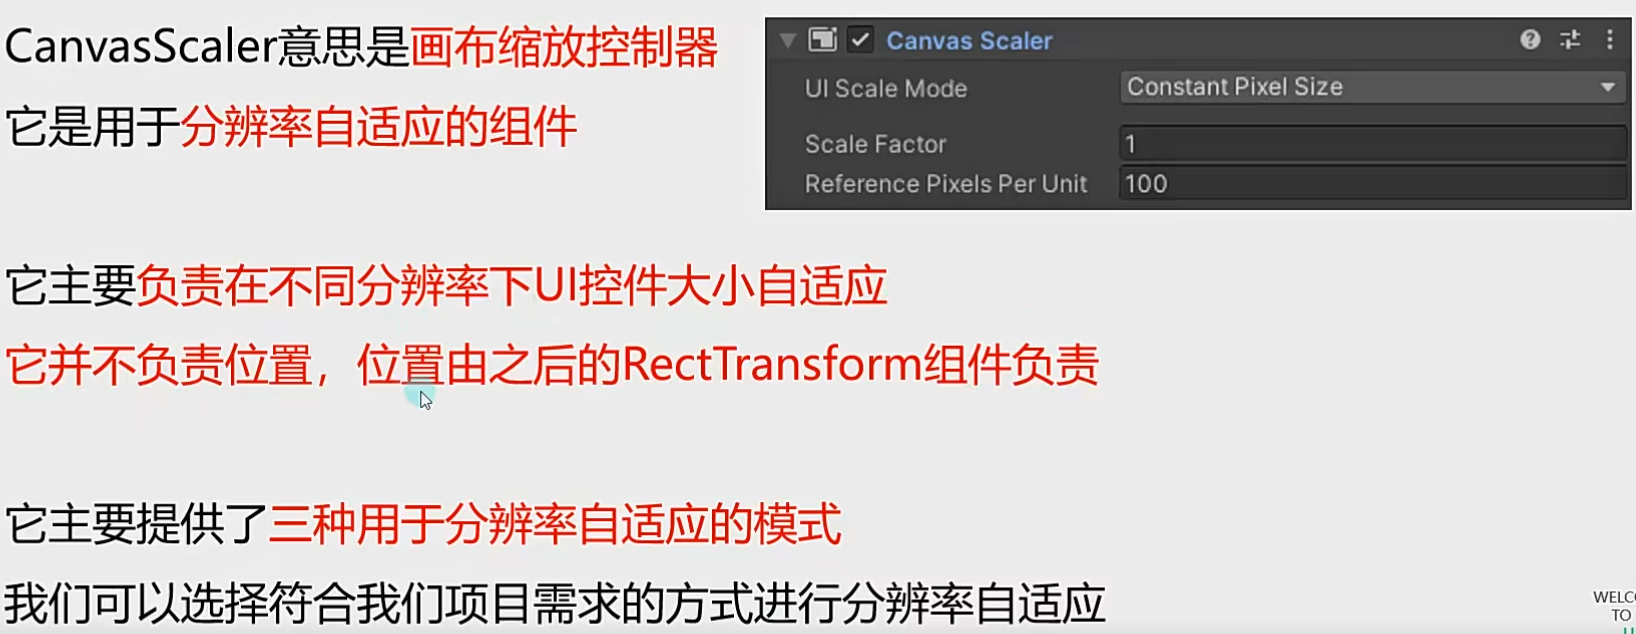 CanvasScaler意思是画布缩放控制器
它是用于分辨率自适应的组件
Canvas Scaler
UI Scale Mode Constant Pixel Size
Scale Factor 1
Reference Pixels Per Unit 100
它主要负责在不同分辨率下UI控件大小自适应
它并不负责位置，位置由之后的RectTransform组件负责
它主要提供了三种用于分辨率自适应的模式
我们可以选择符合我们项目需求的方式进行分辨率自适应
WELC
TO